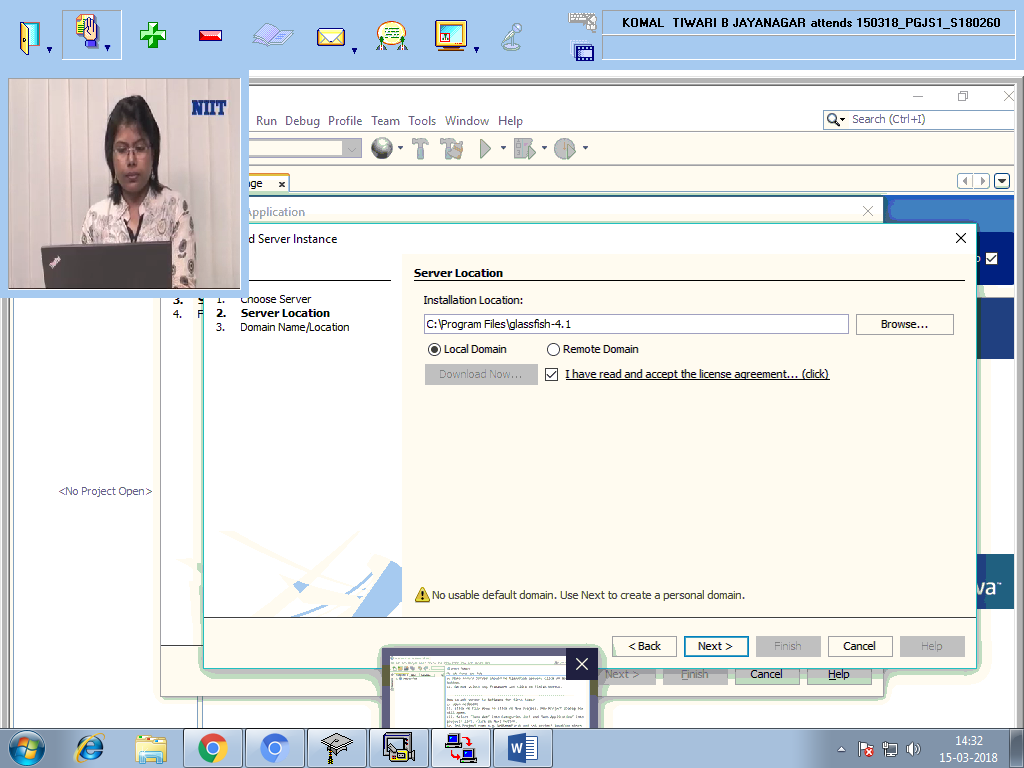 KOMAL TIWARI B JAYANAGAR attends 150318_PGJS1_S180260
NIIT
Run Debug Profile Team Tools Window Help
Search (Ctrl+I)
Application
Server Instance
Server Location
1. Choose Server
2. Server Location
3. Domain Name/Location
3.
4.
Installation Location:
C:\Program Files\glassfish-4.1
Browse...
Local Domain
Remote Domain
Download Now...
I have read and accept the license agreement... (click)
<No Project Open>
No usable default domain. Use Next to create a personal domain.
< Back
Next >
Finish
Cancel
Help
Next >
Finish
Cancel
Help
14:32
15-03-2018